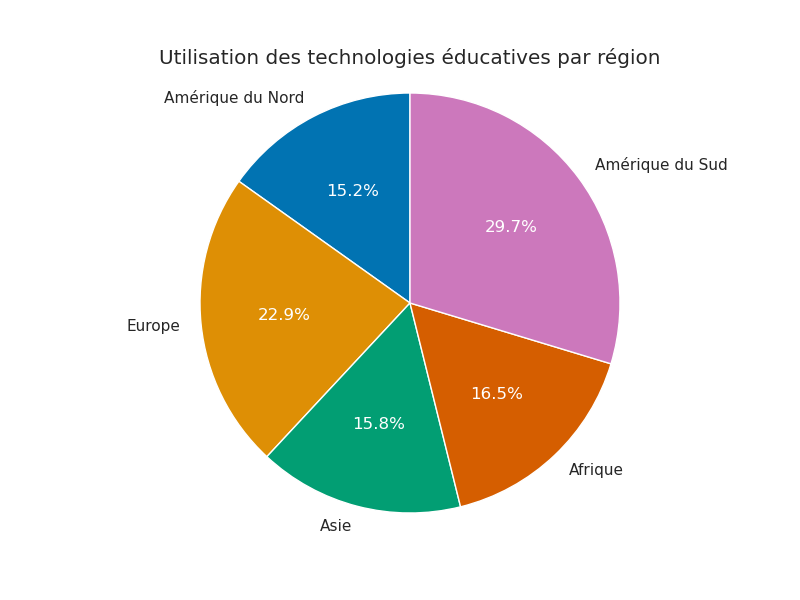 Utilisation des technologies éducatives par région
Amérique du Nord
15.2%
Amérique du Sud
29.7%
Europe
22.9%
Asie
15.8%
Afrique
16.5%